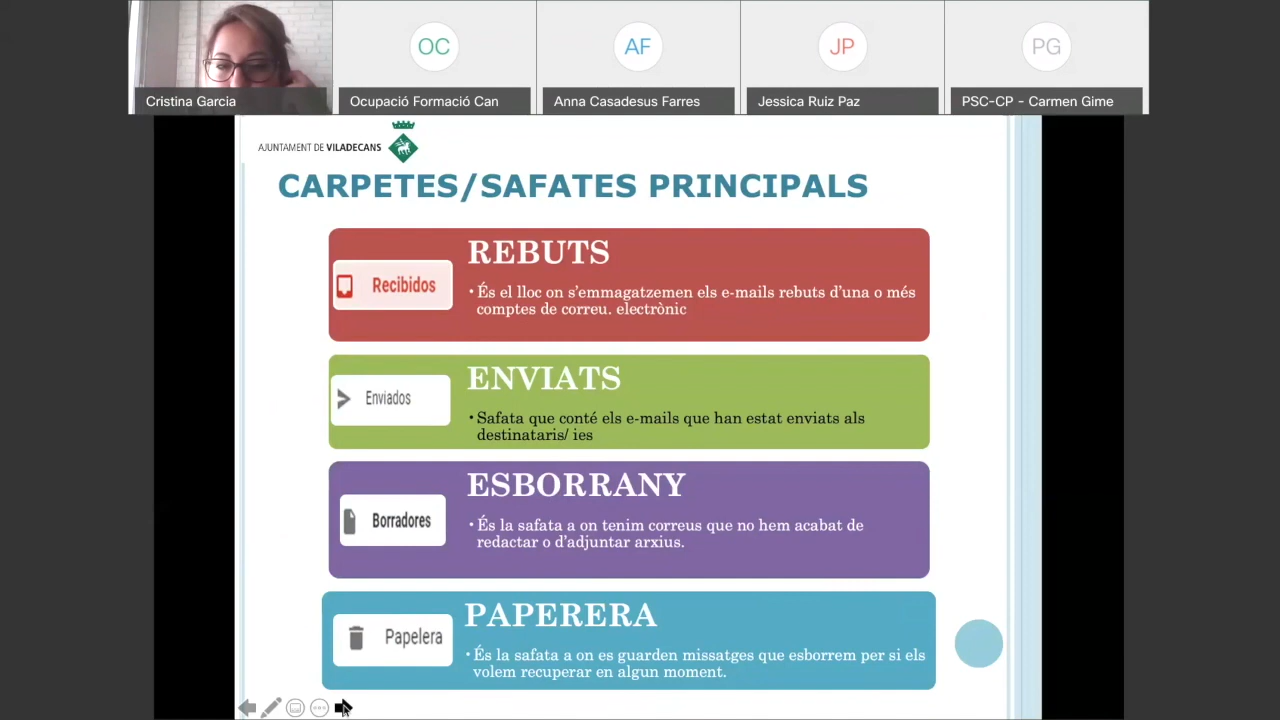 OC
AF
JP
PG
Cristina Garcia
Ocupació Formació Can
Anna Casadesus Farres
Jessica Ruiz Paz
PSC-CP - Carmen Gime
AJUNTAMENT DE VILADECANS
CARPETES/SAFATES PRINCIPALS
Recibidos
REBUTS
• És el lloc on s'emmagatzemen els e-mails rebuts d'una o més
comptes de correu. electrònic
Enviados
ENVIATS
• Safata que conté els e-mails que han estat enviats als
destinataris/ ies
Borradores
ESBORRANY
• És la safata a on tenim correus que no hem acabat de
redactar o d'adjuntar arxius.
Papelera
PAPERERA
• És la safata a on es guarden missatges que esborrem per si els
volem recuperar en algun moment.